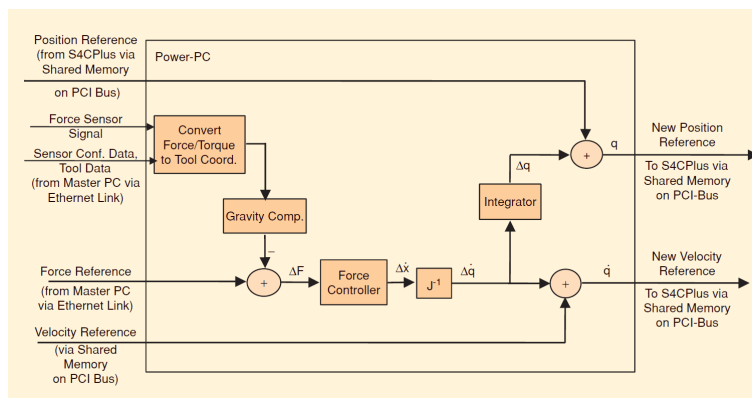 Position Reference
(from S4CPlus via
Shared Memory
on PCI Bus)
Power-PC
Force Sensor
Signal
Sensor Conf. Data,
Tool Data
(from Master PC via
Ethernet Link)
Convert
Force/Torque
to Tool Coord.
Gravity Comp.
–
+
Force Reference
(from Master PC
via Ethernet Link)
ΔF
Force
Controller
Δẋ
J-1
Δq̇
Integrator
Δq
+
q
New Position
Reference
To S4CPlus via
Shared Memory
on PCI-Bus
+
q̇
New Velocity
Reference
To S4CPlus via
Shared Memory
on PCI-Bus
Velocity Reference
(via Shared
Memory
on PCI Bus)